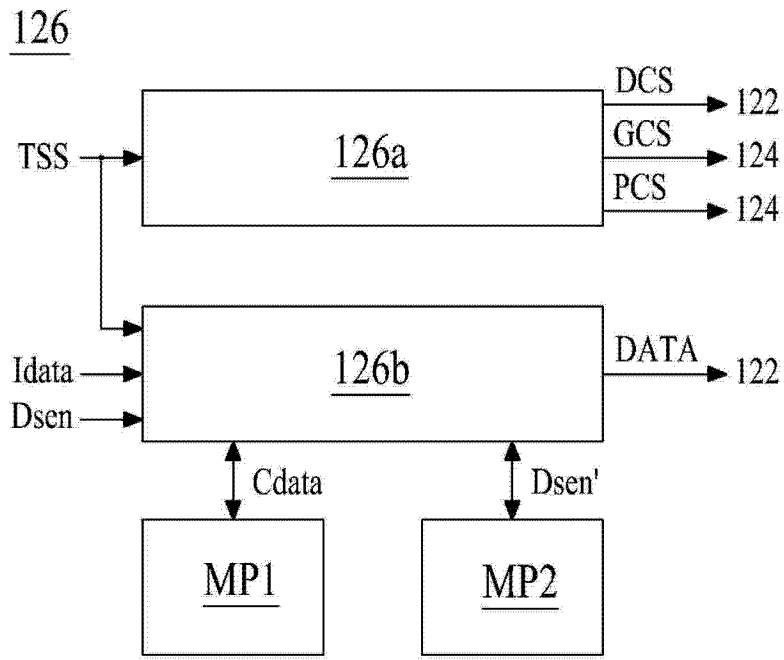 126
DCS
122
TSS
126a
GCS
124
PCS
124
Idata
126b
DATA
122
Dsen
Cdata
Dsen'
MP1
MP2